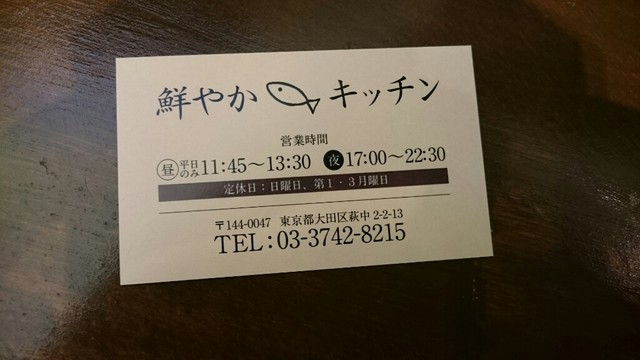 鮮やかキッチン
営業時間
昼 平日のみ 11:45〜13:30 夜 17:00〜22:30
定休日：日曜日、第1・3月曜日
〒144-0047 東京都大田区萩中 2-2-13
TEL：03-3742-8215